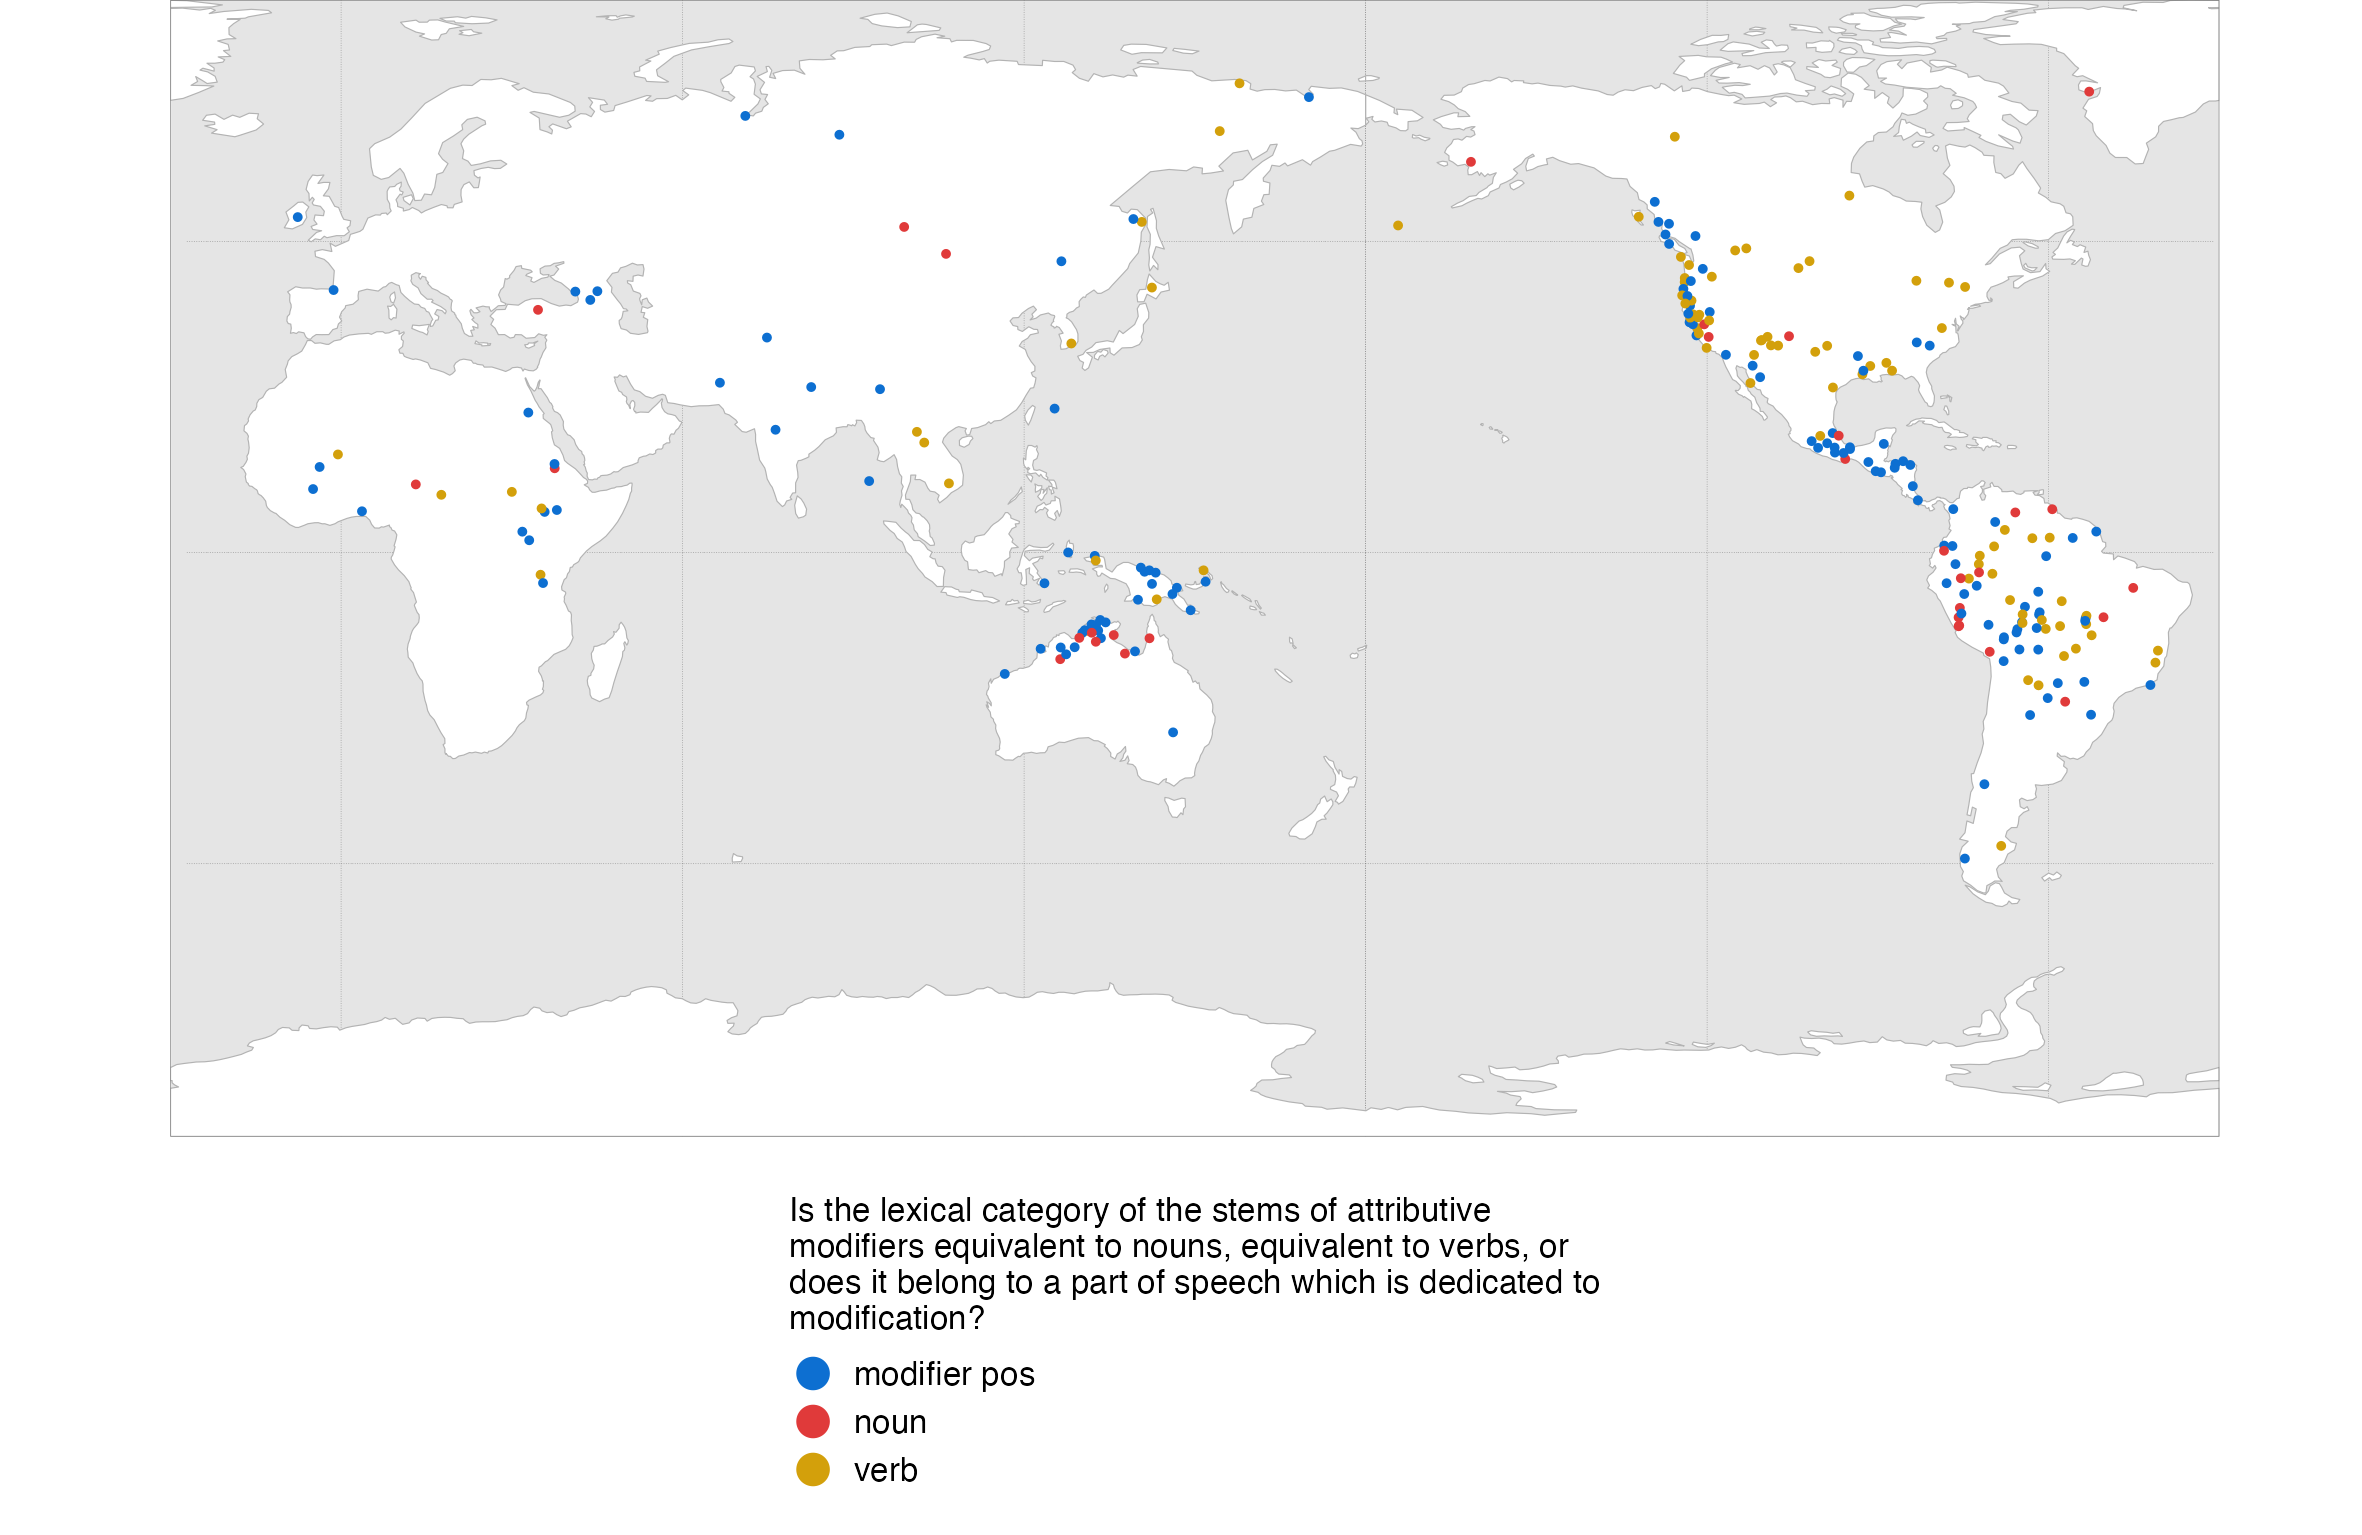 Is the lexical category of the stems of attributive
modifiers equivalent to nouns, equivalent to verbs, or
does it belong to a part of speech which is dedicated to
modification?
modifier pos
noun
verb